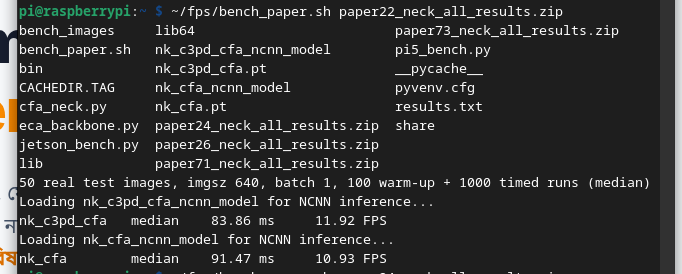 pi@raspberrypi:~ $ ~/fps/bench_paper.sh paper22_neck_all_results.zip
bench_images lib64 paper73_neck_all_results.zip
bench_paper.sh nk_c3pd_cfa_ncnn_model pi5_bench.py
bin nk_c3pd_cfa.pt __pycache__
CACHEDIR.TAG nk_cfa_ncnn_model pyvenv.cfg
cfa_neck.py nk_cfa.pt results.txt
eca_backbone.py paper24_neck_all_results.zip share
jetson_bench.py paper26_neck_all_results.zip
lib paper71_neck_all_results.zip
50 real test images, imgsz 640, batch 1, 100 warm-up + 1000 timed runs (median)
Loading nk_c3pd_cfa_ncnn_model for NCNN inference...
nk_c3pd_cfa median 83.86 ms 11.92 FPS
Loading nk_cfa_ncnn_model for NCNN inference...
nk_cfa median 91.47 ms 10.93 FPS